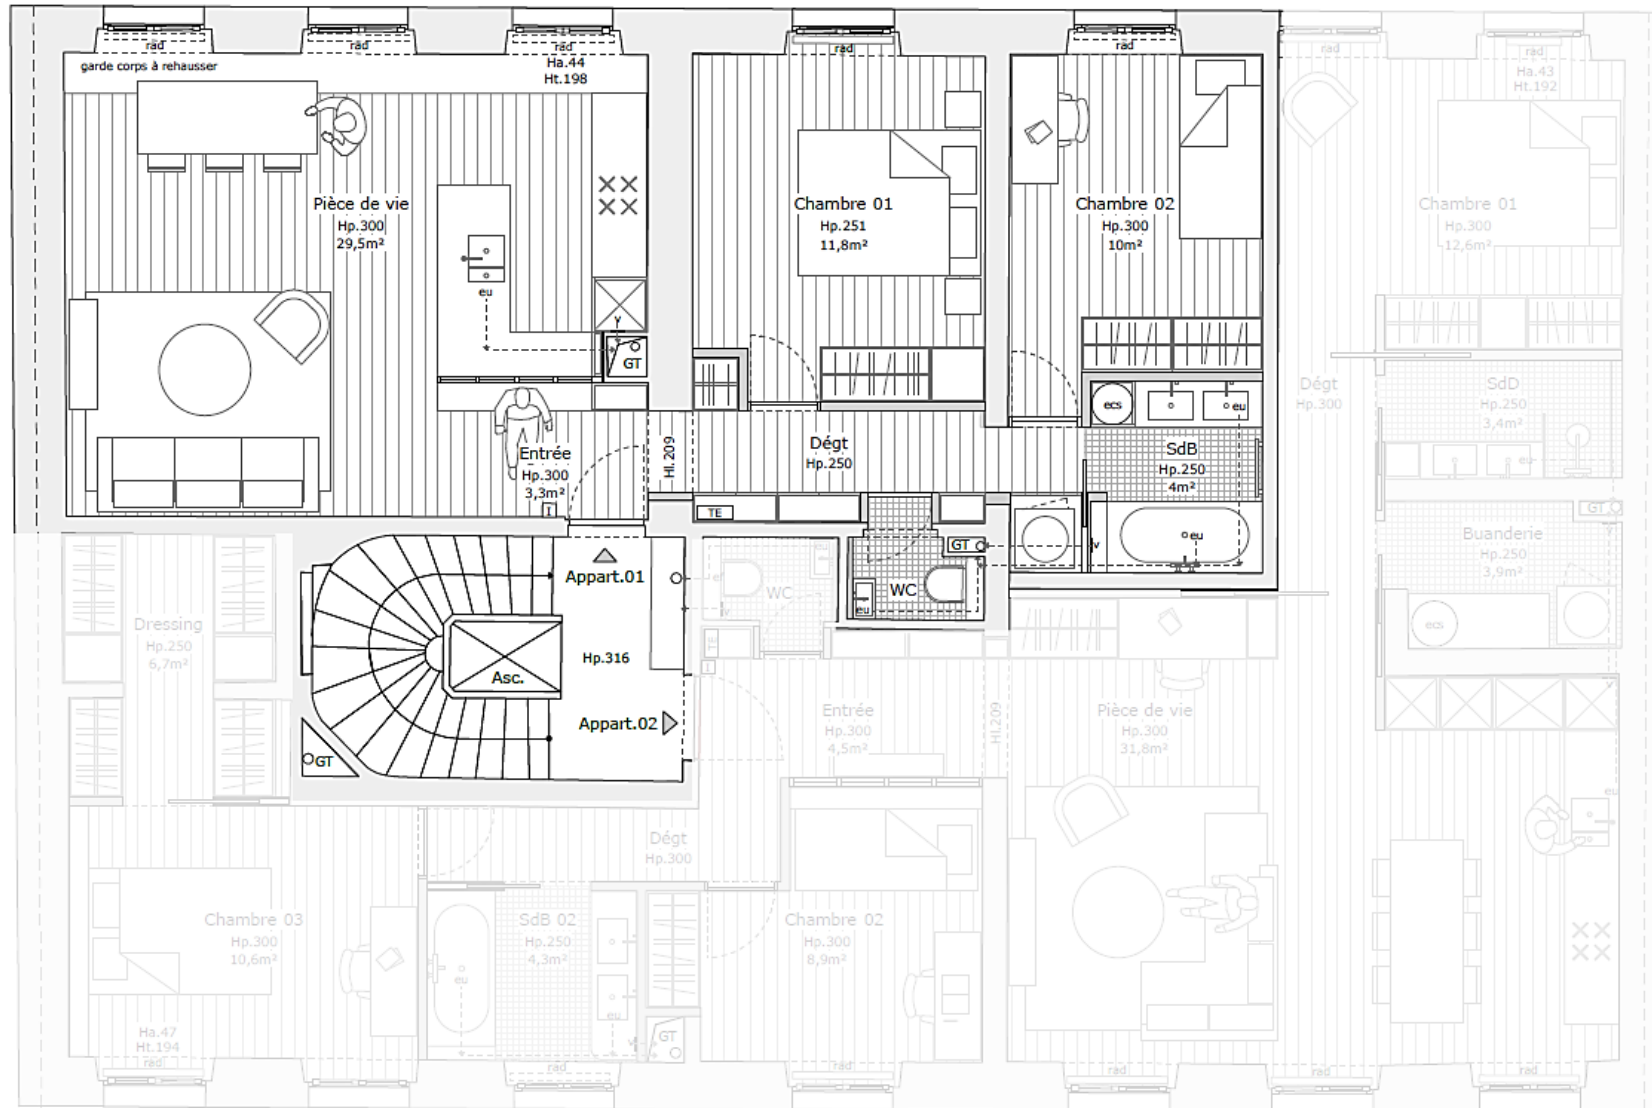 rad
rad
rad
rad
rad
rad
rad
garde corps à rehausser
Ha.44
Ht.198
Ha.43
Ht.192
Pièce de vie
Hp.300
29,5m²
Chambre 01
Hp.251
11,8m²
Chambre 02
Hp.300
10m²
Chambre 01
Hp.300
12,6m²
eu
v
GT
Dégt
Hp.300
SdD
Hp.250
3,4m²
eu
ecs
eu
Entrée
Hp.300
3,3m²
I
Hl.209
Dégt
Hp.250
SdB
Hp.250
4m²
TE
GT
v
eu
GT
Buanderie
Hp.250
3,9m²
Appart.01
ef
v
WC
WC
eu
ecs
Dressing
Hp.250
6,7m²
Hp.316
Asc.
TE
I
v
Appart.02
GT
Entrée
Hp.300
4,5m²
Hl.209
Pièce de vie
Hp.300
31,8m²
eu
Dégt
Hp.300
Chambre 03
Hp.300
10,6m²
SdB 02
Hp.250
4,3m²
Chambre 02
Hp.300
8,9m²
eu
eu
Ha.47
Ht.194
v
GT
rad
rad
rad
rad
rad
rad